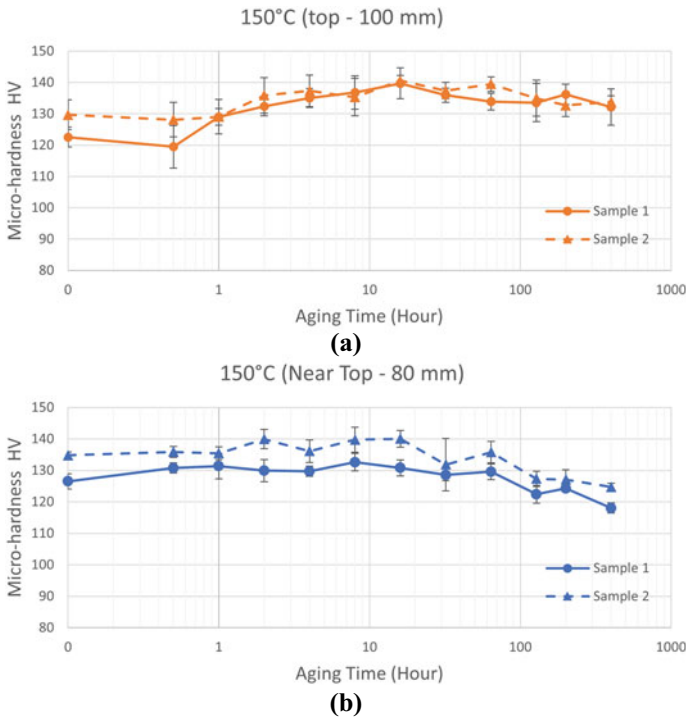 150°C (top - 100 mm)
Micro-hardness HV
150
140
130
120
110
100
90
80
Sample 1
Sample 2
0
1
10
100
1000
Aging Time (Hour)
(a)
150°C (Near Top - 80 mm)
Micro-hardness HV
150
140
130
120
110
100
90
80
Sample 1
Sample 2
0
1
10
100
1000
Aging Time (Hour)
(b)